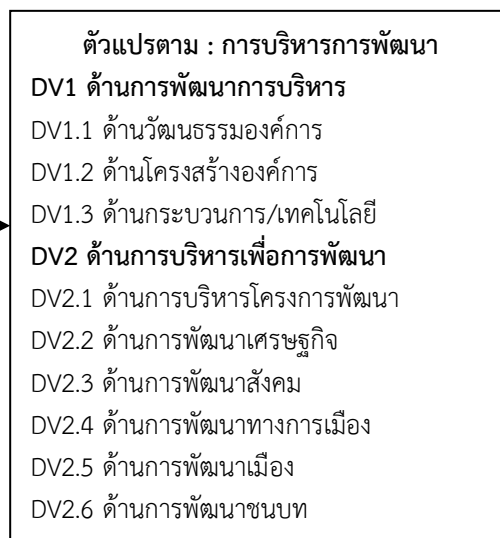 ตัวแปรตาม : การบริหารการพัฒนา
DV1 ด้านการพัฒนาการบริหาร
DV1.1 ด้านวัฒนธรรมองค์การ
DV1.2 ด้านโครงสร้างองค์การ
DV1.3 ด้านกระบวนการ/เทคโนโลยี
DV2 ด้านการบริหารเพื่อการพัฒนา
DV2.1 ด้านการบริหารโครงการพัฒนา
DV2.2 ด้านการพัฒนาเศรษฐกิจ
DV2.3 ด้านการพัฒนาสังคม
DV2.4 ด้านการพัฒนาทางการเมือง
DV2.5 ด้านการพัฒนาเมือง
DV2.6 ด้านการพัฒนาชนบท